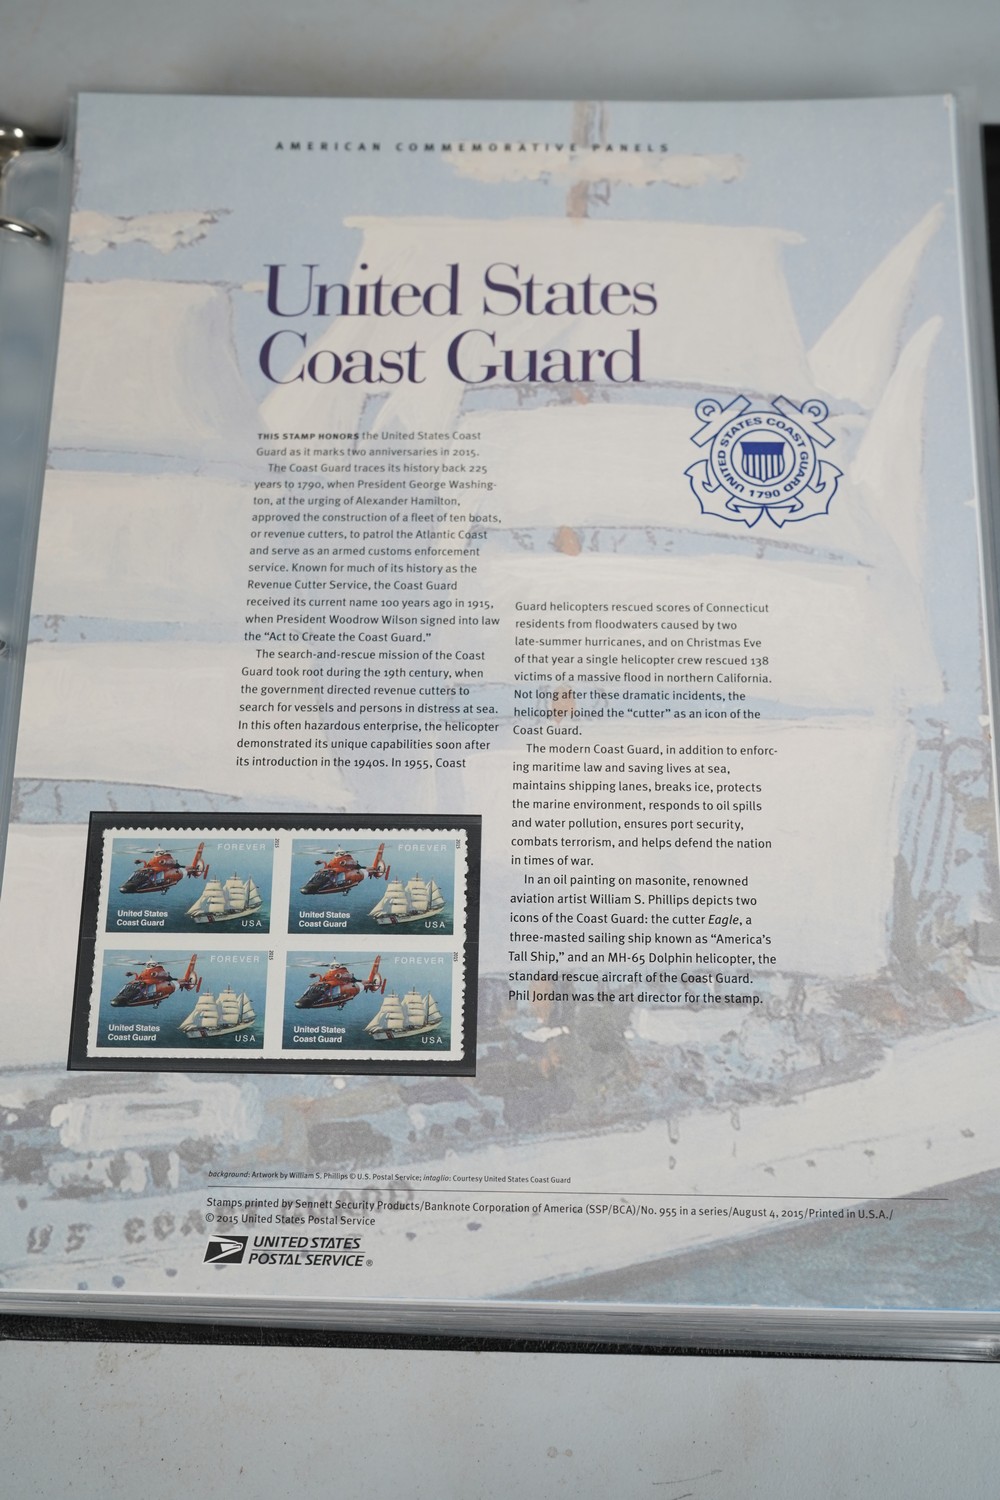 AMERICAN COMMEMORATIVE PANELS
United States
Coast Guard
UNITED STATES COAST GUARD
1790
THIS STAMP HONORS the United States Coast
Guard as it marks two anniversaries in 2015.
The Coast Guard traces its history back 225
years to 1790, when President George Washing-
ton, at the urging of Alexander Hamilton,
approved the construction of a fleet of ten boats,
or revenue cutters, to patrol the Atlantic Coast
and serve as an armed customs enforcement
service. Known for much of its history as the
Revenue Cutter Service, the Coast Guard
received its current name 100 years ago in 1915,
when President Woodrow Wilson signed into law
the “Act to Create the Coast Guard.”
The search-and-rescue mission of the Coast
Guard took root during the 19th century, when
the government directed revenue cutters to
search for vessels and persons in distress at sea.
In this often hazardous enterprise, the helicopter
demonstrated its unique capabilities soon after
its introduction in the 1940s. In 1955, Coast
Guard helicopters rescued scores of Connecticut
residents from floodwaters caused by two
late-summer hurricanes, and on Christmas Eve
of that year a single helicopter crew rescued 138
victims of a massive flood in northern California.
Not long after these dramatic incidents, the
helicopter joined the “cutter” as an icon of the
Coast Guard.
The modern Coast Guard, in addition to enforc-
ing maritime law and saving lives at sea,
maintains shipping lanes, breaks ice, protects
the marine environment, responds to oil spills
and water pollution, ensures port security,
combats terrorism, and helps defend the nation
in times of war.
In an oil painting on masonite, renowned
aviation artist William S. Phillips depicts two
icons of the Coast Guard: the cutter Eagle, a
three-masted sailing ship known as “America’s
Tall Ship,” and an MH-65 Dolphin helicopter, the
standard rescue aircraft of the Coast Guard.
Phil Jordan was the art director for the stamp.
FOREVER 2015
United States
Coast Guard USA
FOREVER 2015
United States
Coast Guard USA
FOREVER 2015
United States
Coast Guard USA
FOREVER 2015
United States
Coast Guard USA
background: Artwork by William S. Phillips © U.S. Postal Service; intaglio: Courtesy United States Coast Guard
Stamps printed by Sennett Security Products/Banknote Corporation of America (SSP/BCA)/No. 955 in a series/August 4, 2015/Printed in U.S.A./
© 2015 United States Postal Service
US COAST GUARD
UNITED STATES
POSTAL SERVICE®